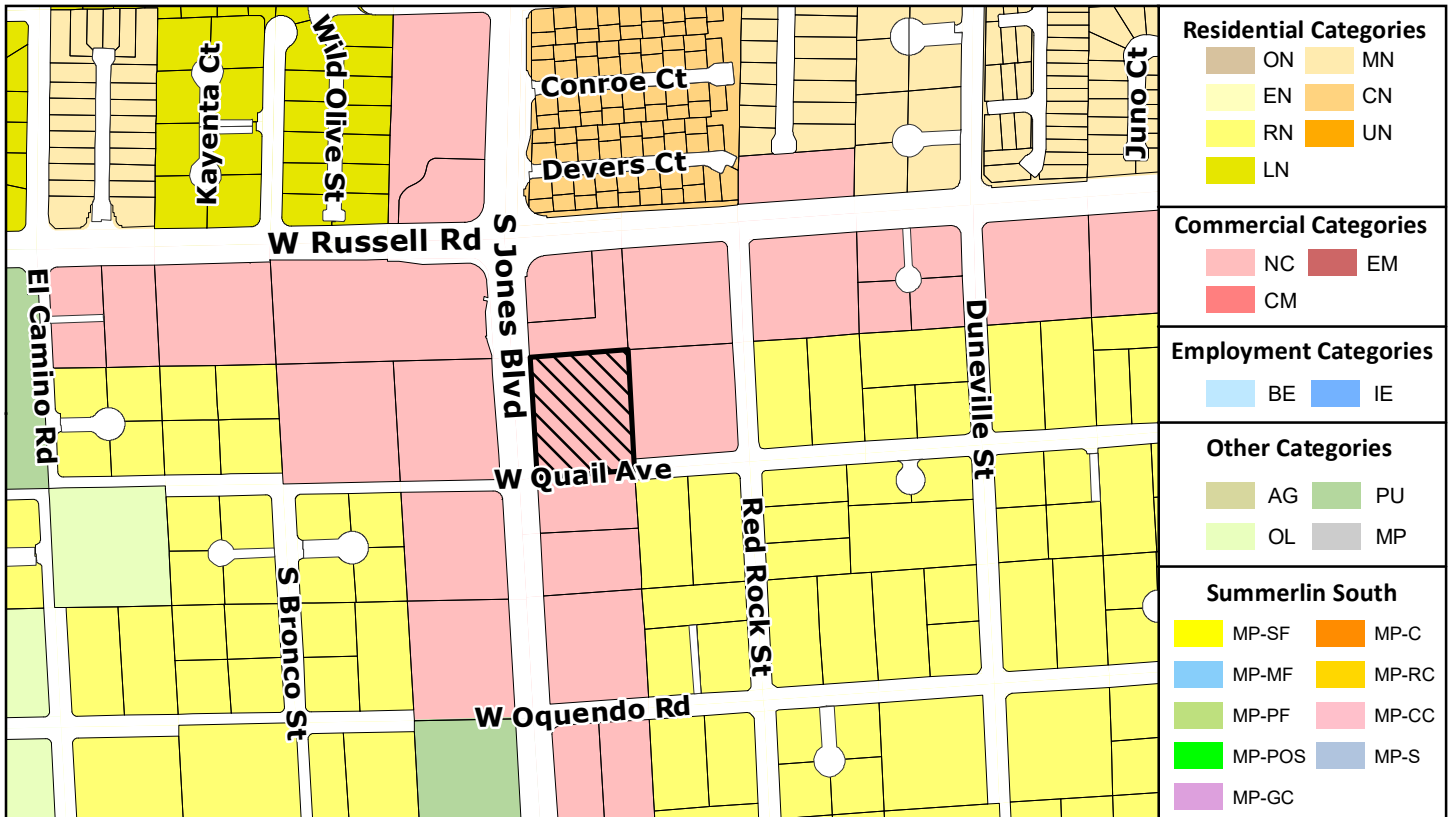 Kayenta Ct
Wild Olive St
Conroe Ct
Devers Ct
Juno Ct
W Russell Rd
S Jones Blvd
El Camino Rd
Duneville St
W Quail Ave
Red Rock St
S Bronco St
W Oquendo Rd
Residential Categories
ON MN
EN CN
RN UN
LN
Commercial Categories
NC EM
CM
Employment Categories
BE IE
Other Categories
AG PU
OL MP
Summerlin South
MP-SF MP-C
MP-MF MP-RC
MP-PF MP-CC
MP-POS MP-S
MP-GC